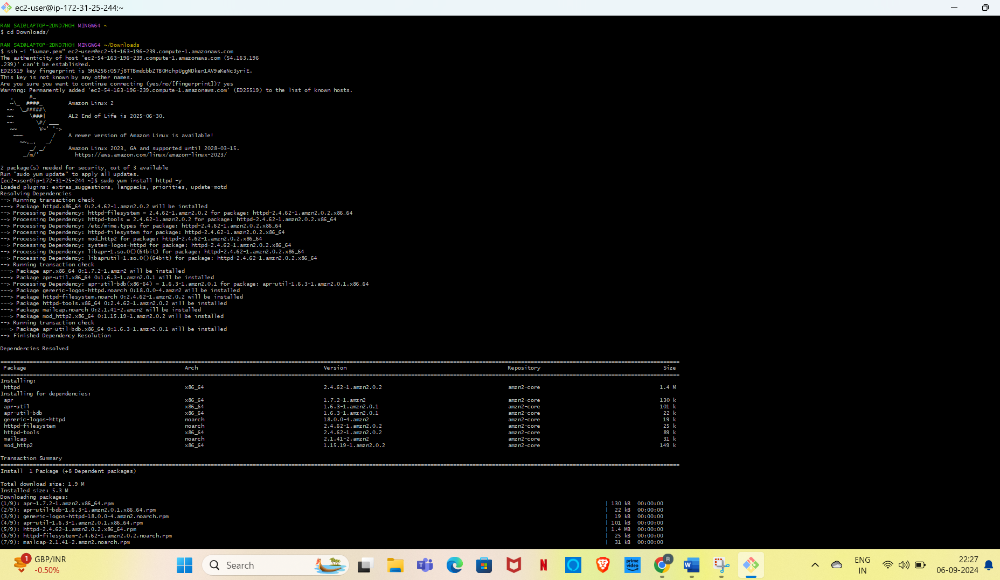 ec2-user@ip-172-31-25-244:~
RAM SAI@LAPTOP-2DND7HOH MINGW64 ~
$ cd Downloads/
RAM SAI@LAPTOP-2DND7HOH MINGW64 ~/Downloads
$ ssh -i "kumar.pem" ec2-user@ec2-54-163-196-239.compute-1.amazonaws.com
The authenticity of host 'ec2-54-163-196-239.compute-1.amazonaws.com (54.163.196
.239)' can't be established.
ED25519 key fingerprint is SHA256:Q57j8TTBmdcbbZTB0HchpUggNDken1AV9aKeNc3yriE.
This key is not known by any other names.
Are you sure you want to continue connecting (yes/no/[fingerprint])? yes
Warning: Permanently added 'ec2-54-163-196-239.compute-1.amazonaws.com' (ED25519) to the list of known hosts.
   ,     #_
   ~\_  ####_        Amazon Linux 2
  ~~  \_#####\
  ~~     \###|       AL2 End of Life is 2025-06-30.
  ~~       \#/ ___
   ~~       V~' '->
    ~~~         /    A newer version of Amazon Linux is available!
      ~~._.   _/
         _/ _/       Amazon Linux 2023, GA and supported until 2028-03-15.
       _/m/'           https://aws.amazon.com/linux/amazon-linux-2023/
2 package(s) needed for security, out of 3 available
Run "sudo yum update" to apply all updates.
[ec2-user@ip-172-31-25-244 ~]$ sudo yum install httpd -y
Loaded plugins: extras_suggestions, langpacks, priorities, update-motd
Resolving Dependencies
--> Running transaction check
---> Package httpd.x86_64 0:2.4.62-1.amzn2.0.2 will be installed
--> Processing Dependency: httpd-filesystem = 2.4.62-1.amzn2.0.2 for package: httpd-2.4.62-1.amzn2.0.2.x86_64
--> Processing Dependency: httpd-tools = 2.4.62-1.amzn2.0.2 for package: httpd-2.4.62-1.amzn2.0.2.x86_64
--> Processing Dependency: /etc/mime.types for package: httpd-2.4.62-1.amzn2.0.2.x86_64
--> Processing Dependency: httpd-filesystem for package: httpd-2.4.62-1.amzn2.0.2.x86_64
--> Processing Dependency: mod_http2 for package: httpd-2.4.62-1.amzn2.0.2.x86_64
--> Processing Dependency: system-logos-httpd for package: httpd-2.4.62-1.amzn2.0.2.x86_64
--> Processing Dependency: libapr-1.so.0()(64bit) for package: httpd-2.4.62-1.amzn2.0.2.x86_64
--> Processing Dependency: libaprutil-1.so.0()(64bit) for package: httpd-2.4.62-1.amzn2.0.2.x86_64
--> Running transaction check
---> Package apr.x86_64 0:1.7.2-1.amzn2 will be installed
---> Package apr-util.x86_64 0:1.6.3-1.amzn2.0.1 will be installed
--> Processing Dependency: apr-util-bdb(x86-64) = 1.6.3-1.amzn2.0.1 for package: apr-util-1.6.3-1.amzn2.0.1.x86_64
---> Package generic-logos-httpd.noarch 0:18.0.0-4.amzn2 will be installed
---> Package httpd-filesystem.noarch 0:2.4.62-1.amzn2.0.2 will be installed
---> Package httpd-tools.x86_64 0:2.4.62-1.amzn2.0.2 will be installed
---> Package mailcap.noarch 0:2.1.41-2.amzn2 will be installed
---> Package mod_http2.x86_64 0:1.15.19-1.amzn2.0.2 will be installed
--> Running transaction check
---> Package apr-util-bdb.x86_64 0:1.6.3-1.amzn2.0.1 will be installed
--> Finished Dependency Resolution
Dependencies Resolved
Package Arch Version Repository Size
Installing:
httpd x86_64 2.4.62-1.amzn2.0.2 amzn2-core 1.4 M
Installing for dependencies:
apr x86_64 1.7.2-1.amzn2 amzn2-core 130 k
apr-util x86_64 1.6.3-1.amzn2.0.1 amzn2-core 101 k
apr-util-bdb x86_64 1.6.3-1.amzn2.0.1 amzn2-core 22 k
generic-logos-httpd noarch 18.0.0-4.amzn2 amzn2-core 19 k
httpd-filesystem noarch 2.4.62-1.amzn2.0.2 amzn2-core 25 k
httpd-tools x86_64 2.4.62-1.amzn2.0.2 amzn2-core 89 k
mailcap noarch 2.1.41-2.amzn2 amzn2-core 31 k
mod_http2 x86_64 1.15.19-1.amzn2.0.2 amzn2-core 149 k
Transaction Summary
Install  1 Package (+8 Dependent packages)
Total download size: 1.9 M
Installed size: 5.3 M
Downloading packages:
(1/9): apr-1.7.2-1.amzn2.x86_64.rpm | 130 kB 00:00:00
(2/9): apr-util-bdb-1.6.3-1.amzn2.0.1.x86_64.rpm | 22 kB 00:00:00
(3/9): generic-logos-httpd-18.0.0-4.amzn2.noarch.rpm | 19 kB 00:00:00
(4/9): apr-util-1.6.3-1.amzn2.0.1.x86_64.rpm | 101 kB 00:00:00
(5/9): httpd-2.4.62-1.amzn2.0.2.x86_64.rpm | 1.4 MB 00:00:00
(6/9): httpd-filesystem-2.4.62-1.amzn2.0.2.noarch.rpm | 25 kB 00:00:00
(7/9): mailcap-2.1.41-2.amzn2.noarch.rpm | 31 kB 00:00:00
1
GBP/INR
-0.50%
Search
T
N
prime video
R
W
ENG
IN
22:27
06-09-2024